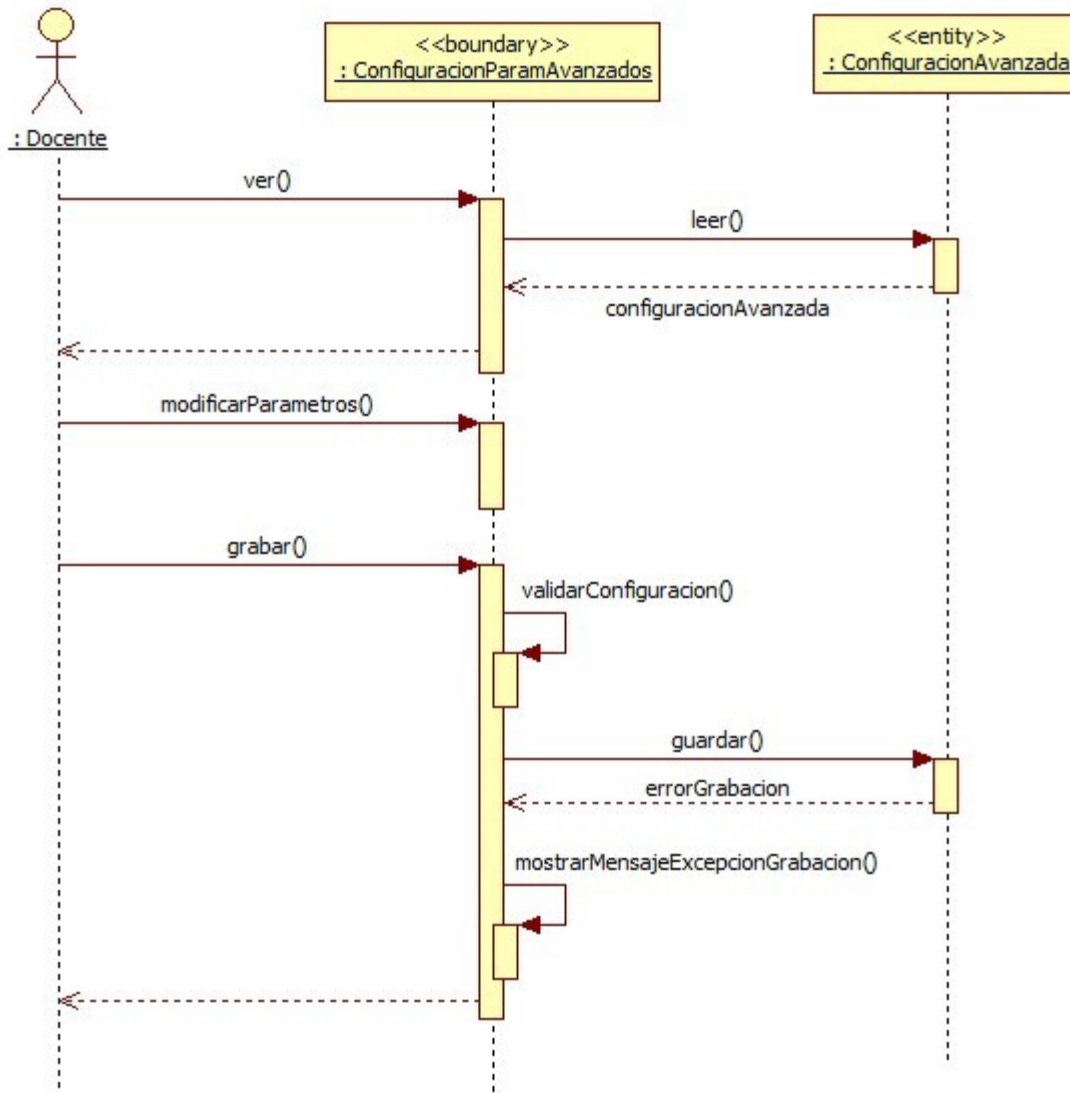 <<boundary>>
: ConfiguracionParamAvanzados
<<entity>>
: ConfiguracionAvanzada
: Docente
ver()
leer()
configuracionAvanzada
modificarParametros()
grabar()
validarConfiguracion()
guardar()
errorGrabacion
mostrarMensajeExcepcionGrabacion()